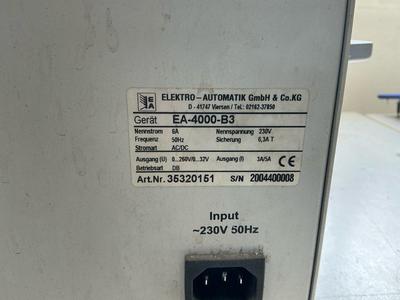 EA
ELEKTRO-AUTOMATIK GmbH & Co.KG
D - 41747 Viersen / Tel.: 02162-37850
Gerät EA-4000-B3
Nennstrom 6A Nennspannung 230V
Frequenz 50Hz Sicherung 6,3A T
Stromart AC/DC
Ausgang (U) 0...260V/0...32V Ausgang (I) 3A/5A
Betriebsart DB
CE
Art.Nr. 35320151 S/N 2004400008
Input
~230V 50Hz